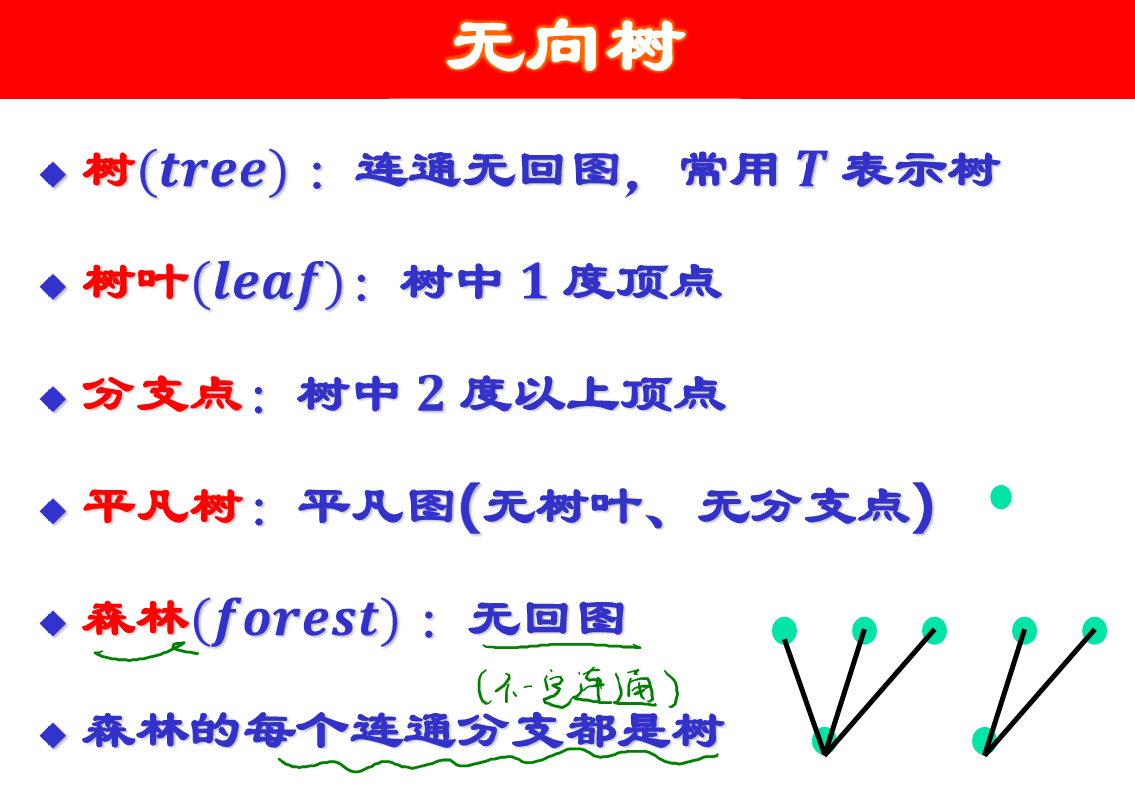 无向树
◆ 树(tree)：连通无回图，常用 T 表示树
◆ 树叶(leaf)：树中 1 度顶点
◆ 分支点：树中 2 度以上顶点
◆ 平凡树：平凡图(无树叶、无分支点)
◆ 森林(forest)：无回图
(不一定连通)
◆ 森林的每个连通分支都是树